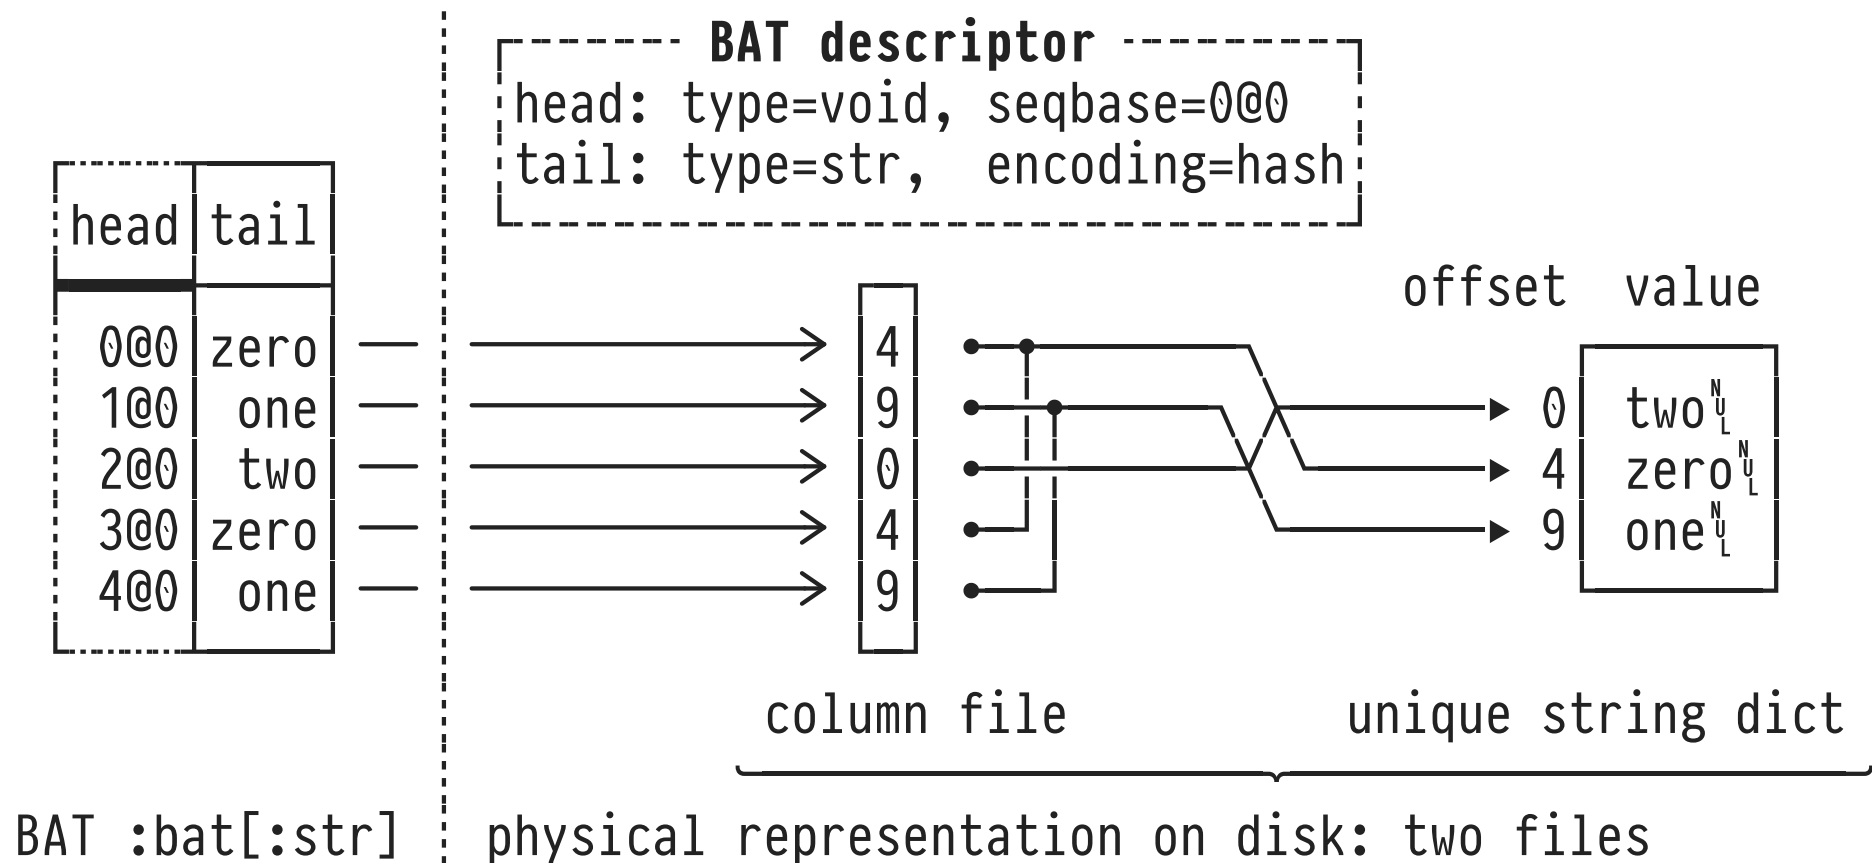 BAT descriptor
head: type=void, seqbase=0@0
tail: type=str, encoding=hash
head tail
offset value
0@0 zero 4
1@0 one 9 0 two NUL
2@0 two 0 4 zero NUL
3@0 zero 4 9 one NUL
4@0 one 9
column file unique string dict
BAT :bat[:str] physical representation on disk: two files